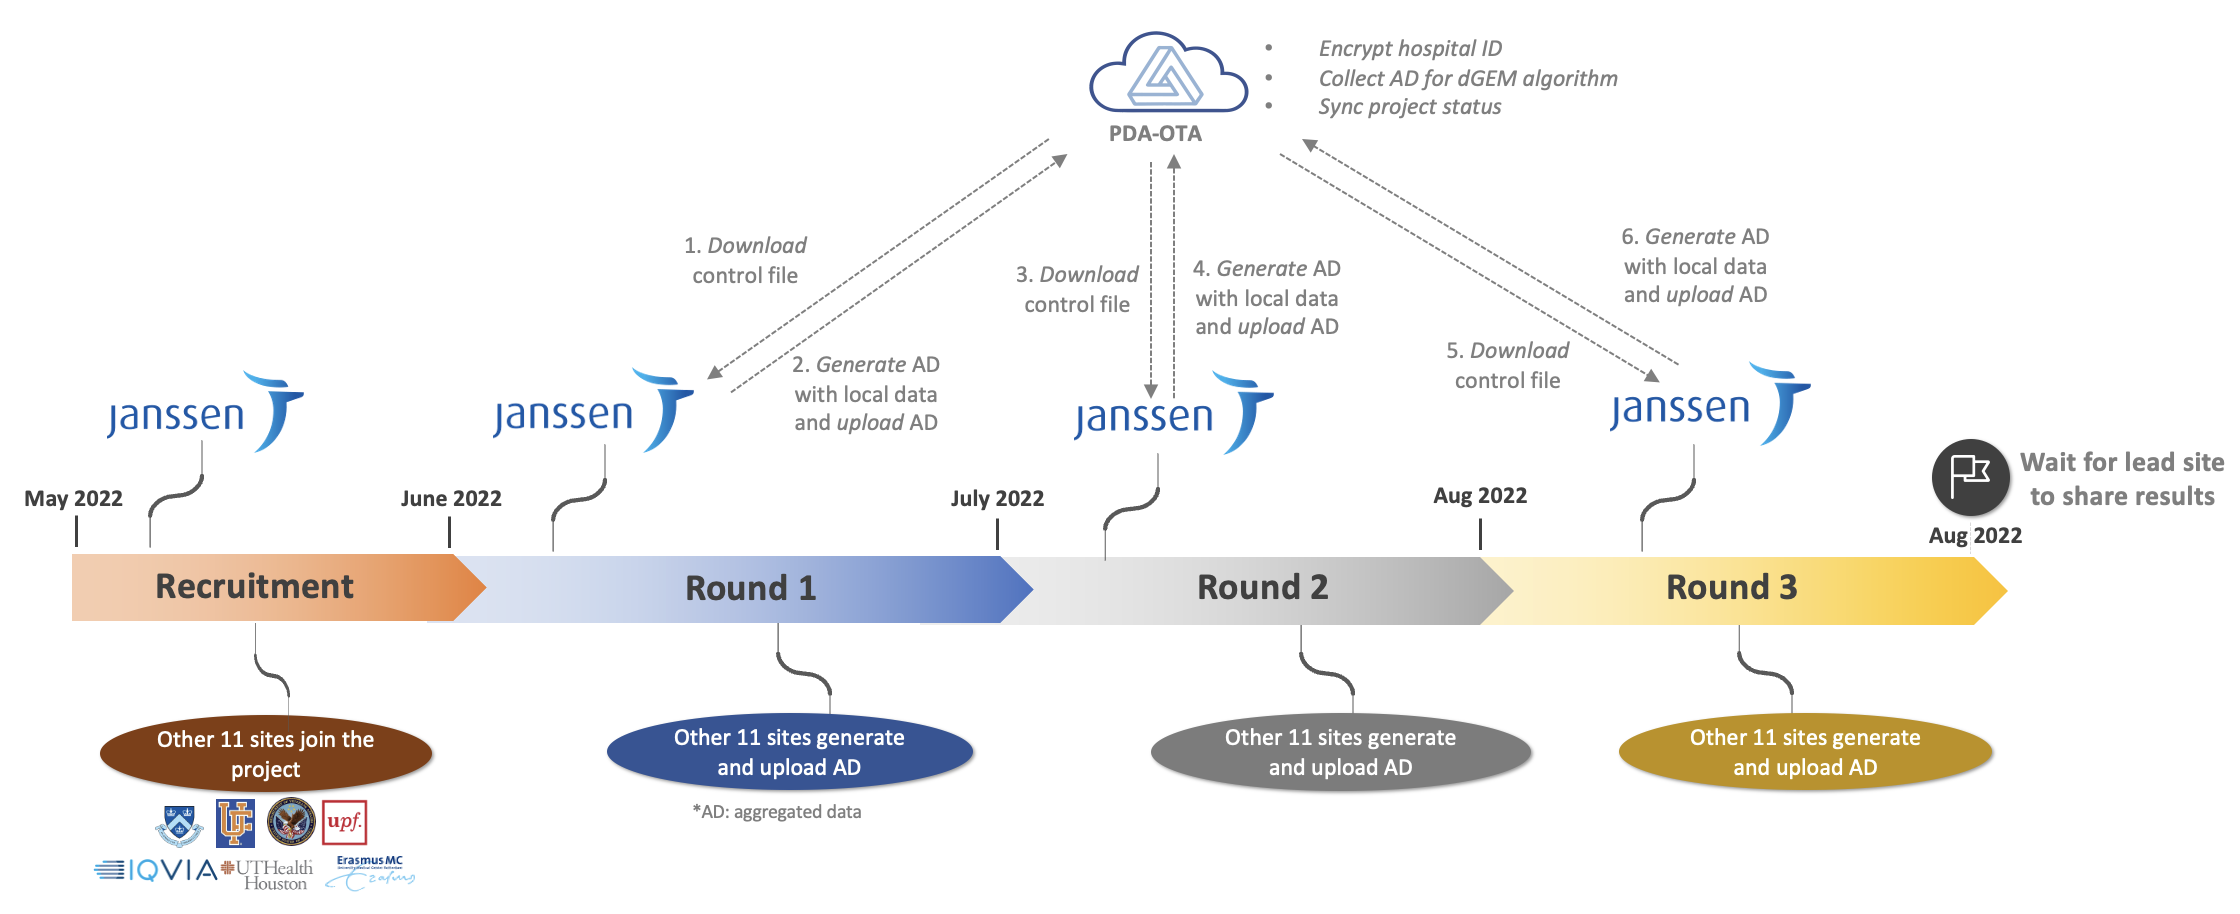 • Encrypt hospital ID
• Collect AD for dGEM algorithm
• Sync project status
PDA-OTA
1. Download
control file
2. Generate AD
with local data
and upload AD
3. Download
control file
4. Generate AD
with local data
and upload AD
5. Download
control file
6. Generate AD
with local data
and upload AD
Janssen
Janssen
Janssen
Janssen
May 2022
June 2022
July 2022
Aug 2022
Wait for lead site
to share results
Aug 2022
Recruitment
Round 1
Round 2
Round 3
Other 11 sites join the
project
Other 11 sites generate
and upload AD
Other 11 sites generate
and upload AD
Other 11 sites generate
and upload AD
*AD: aggregated data
UF
upf.
IQVIA
UTHealth
Houston
Erasmus MC
Erasmus